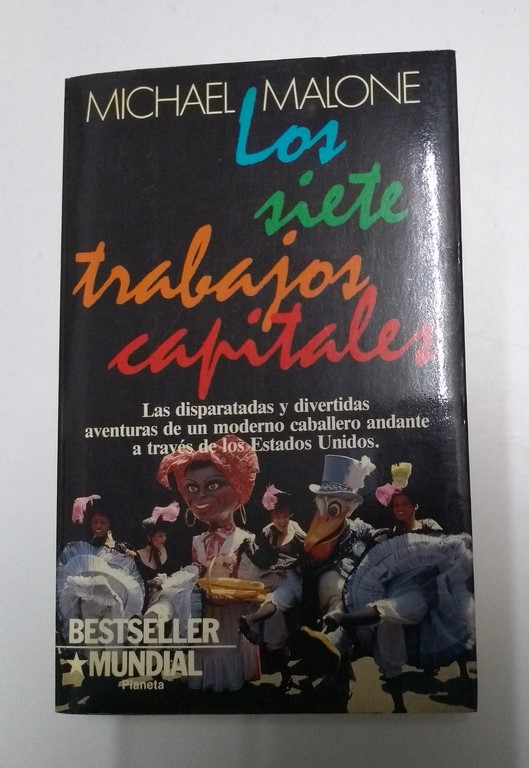 MICHAEL MALONE
Los
siete
trabajos
capitales
Las disparatadas y divertidas
aventuras de un moderno caballero andante
a través de los Estados Unidos.
BESTSELLER
MUNDIAL
Planeta